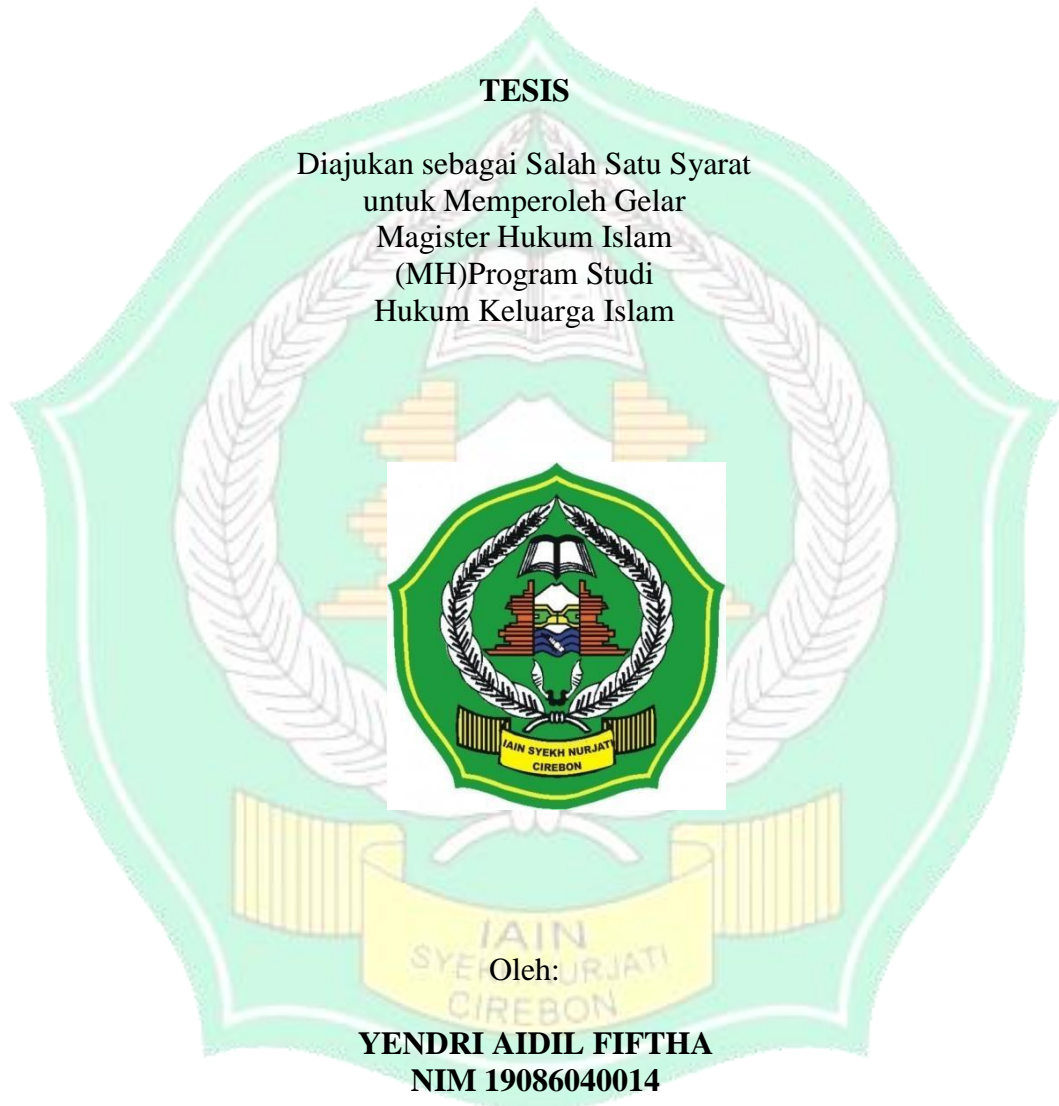 TESIS
Diajukan sebagai Salah Satu Syarat
untuk Memperoleh Gelar
Magister Hukum Islam
(MH)Program Studi
Hukum Keluarga Islam
IAIN SYEKH NURJATI
CIREBON
IAIN
SYEKH NURJATI
CIREBON
Oleh:
YENDRI AIDIL FIFTHA
NIM 19086040014